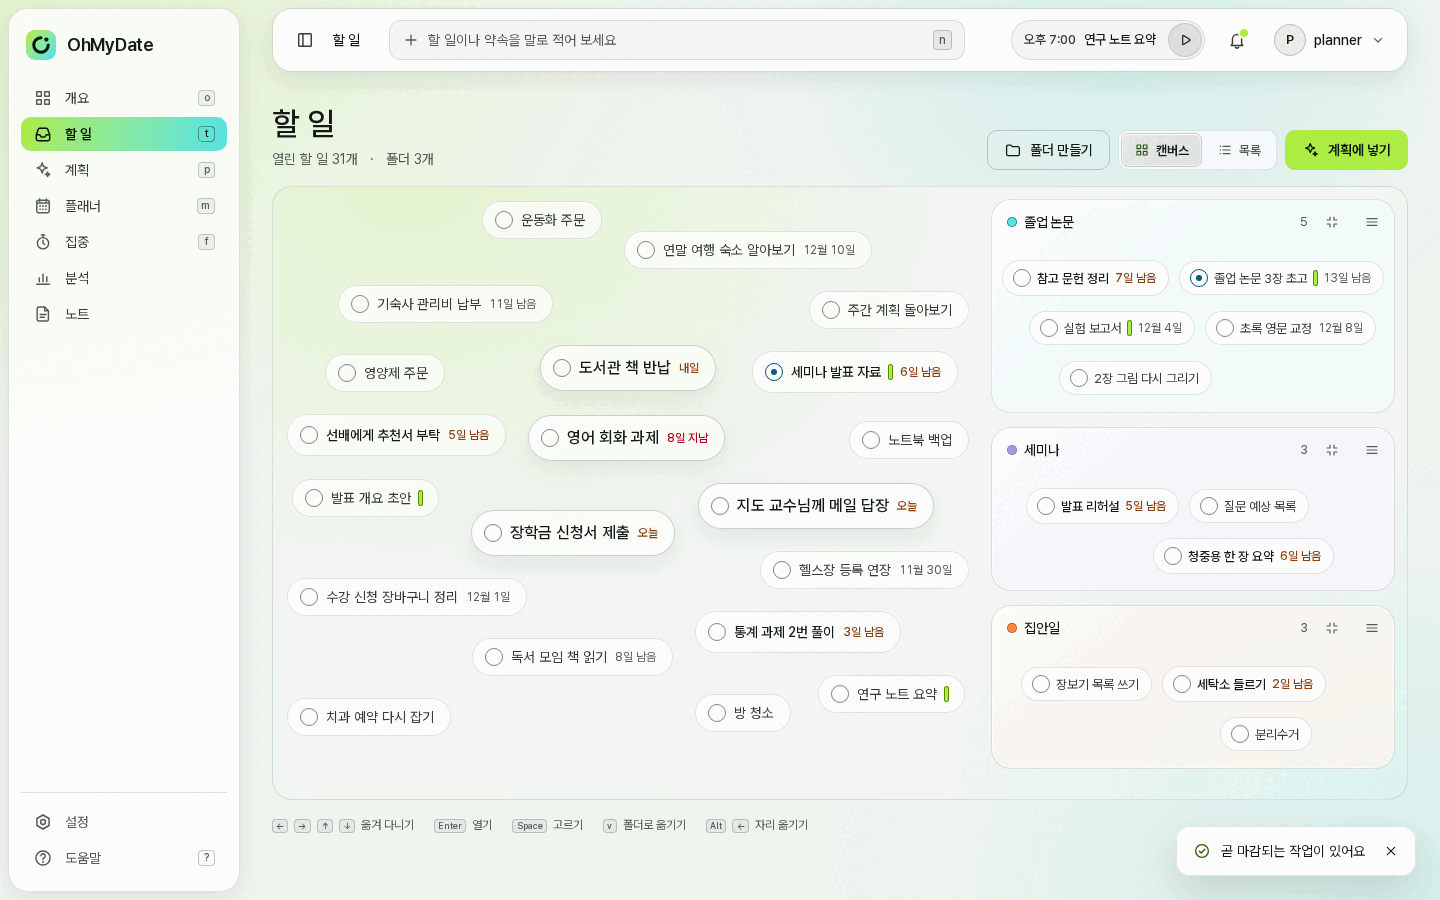 OhMyDate
개요 o
할 일 t
계획 p
플래너 m
집중 f
분석
노트
설정
도움말 ?
할 일
할 일이나 약속을 말로 적어 보세요 n
오후 7:00 연구 노트 요약
P planner
할 일
열린 할 일 31개 · 폴더 3개
폴더 만들기
캔버스
목록
계획에 넣기
운동화 주문
연말 여행 숙소 알아보기 12월 10일
기숙사 관리비 납부 11일 남음
주간 계획 돌아보기
영양제 주문
도서관 책 반납 내일
세미나 발표 자료 6일 남음
선배에게 추천서 부탁 5일 남음
영어 회화 과제 8일 지남
노트북 백업
발표 개요 초안
지도 교수님께 메일 답장 오늘
장학금 신청서 제출 오늘
헬스장 등록 연장 11월 30일
수강 신청 장바구니 정리 12월 1일
통계 과제 2번 풀이 3일 남음
독서 모임 책 읽기 8일 남음
연구 노트 요약
치과 예약 다시 잡기
방 청소
졸업 논문 5
참고 문헌 정리 7일 남음
졸업 논문 3장 초고 13일 남음
실험 보고서 12월 4일
초록 영문 교정 12월 8일
2장 그림 다시 그리기
세미나 3
발표 리허설 5일 남음
질문 예상 목록
청중용 한 장 요약 6일 남음
집안일 3
장보기 목록 쓰기
세탁소 들르기 2일 남음
분리수거
← → ↑ ↓ 옮겨 다니기 Enter 열기 Space 고르기 v 폴더로 옮기기 Alt ← 자리 옮기기
곧 마감되는 작업이 있어요